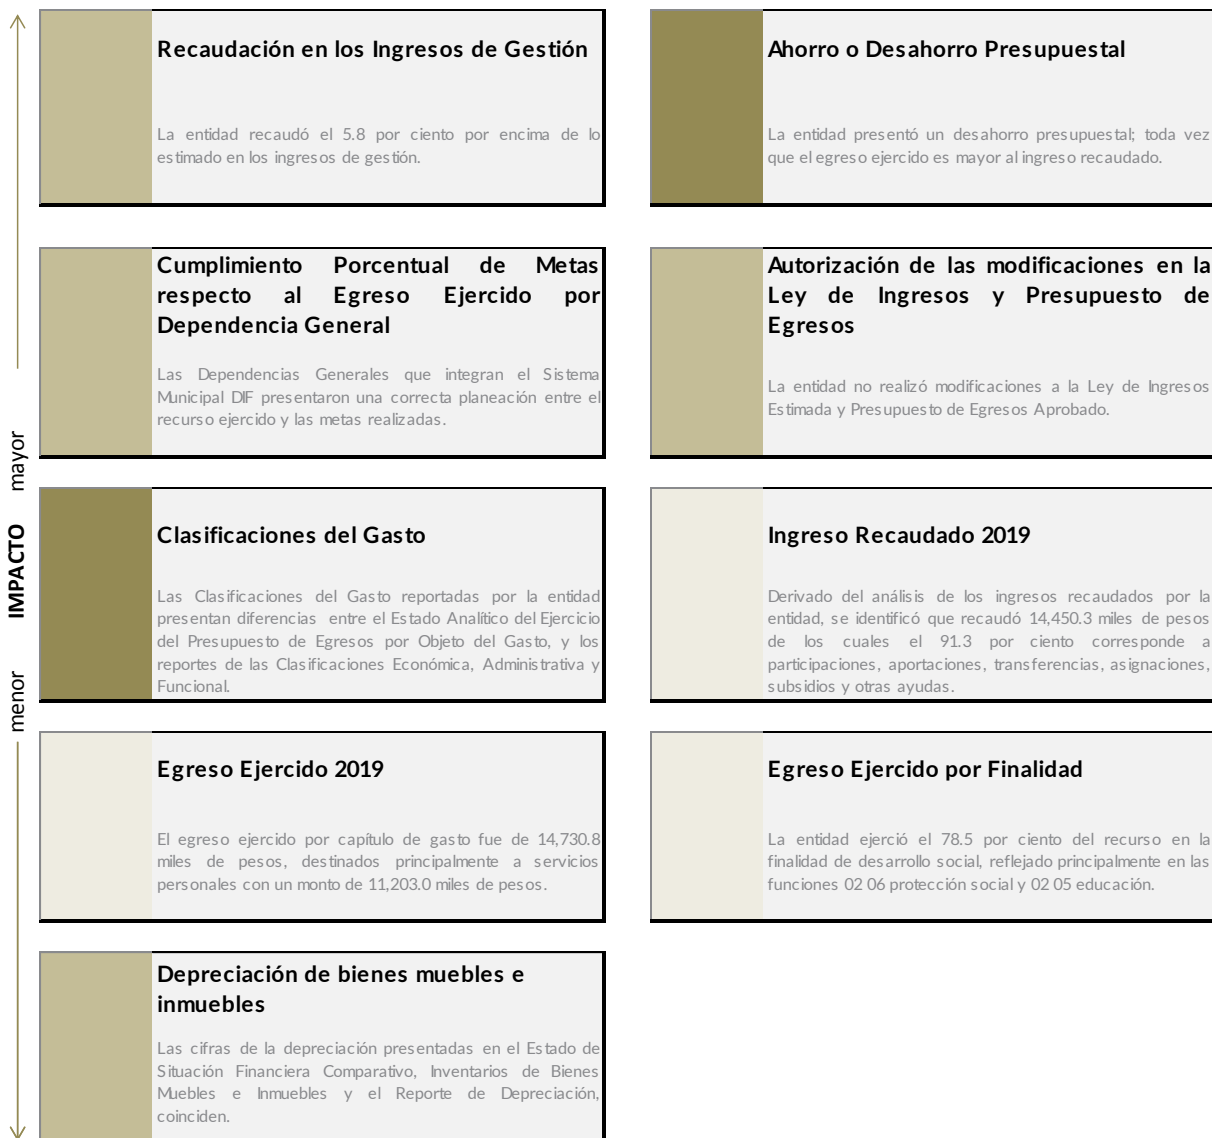 Recaudación en los Ingresos de Gestión
La entidad recaudó el 5.8 por ciento por encima de lo
estimado en los ingresos de gestión.
Ahorro o Desahorro Presupuestal
La entidad presentó un desahorro presupuestal; toda vez
que el egreso ejercido es mayor al ingreso recaudado.
Cumplimiento Porcentual de Metas
respecto al Egreso Ejercido por
Dependencia General
Las Dependencias Generales que integran el Sistema
Municipal DIF presentaron una correcta planeación entre el
recurso ejercido y las metas realizadas.
Autorización de las modificaciones en la
Ley de Ingresos y Presupuesto de
Egresos
La entidad no realizó modificaciones a la Ley de Ingresos
Estimada y Presupuesto de Egresos Aprobado.
menor IMPACTO mayor
Clasificaciones del Gasto
Las Clasificaciones del Gasto reportadas por la entidad
presentan diferencias entre el Estado Analítico del Ejercicio
del Presupuesto de Egresos por Objeto del Gasto, y los
reportes de las Clasificaciones Económica, Administrativa y
Funcional.
Ingreso Recaudado 2019
Derivado del análisis de los ingresos recaudados por la
entidad, se identificó que recaudó 14,450.3 miles de pesos
de los cuales el 91.3 por ciento corresponde a
participaciones, aportaciones, transferencias, asignaciones,
subsidios y otras ayudas.
Egreso Ejercido 2019
El egreso ejercido por capítulo de gasto fue de 14,730.8
miles de pesos, destinados principalmente a servicios
personales con un monto de 11,203.0 miles de pesos.
Egreso Ejercido por Finalidad
La entidad ejerció el 78.5 por ciento del recurso en la
finalidad de desarrollo social, reflejado principalmente en las
funciones 02 06 protección social y 02 05 educación.
Depreciación de bienes muebles e
inmuebles
Las cifras de la depreciación presentadas en el Estado de
Situación Financiera Comparativo, Inventarios de Bienes
Muebles e Inmuebles y el Reporte de Depreciación,
coinciden.